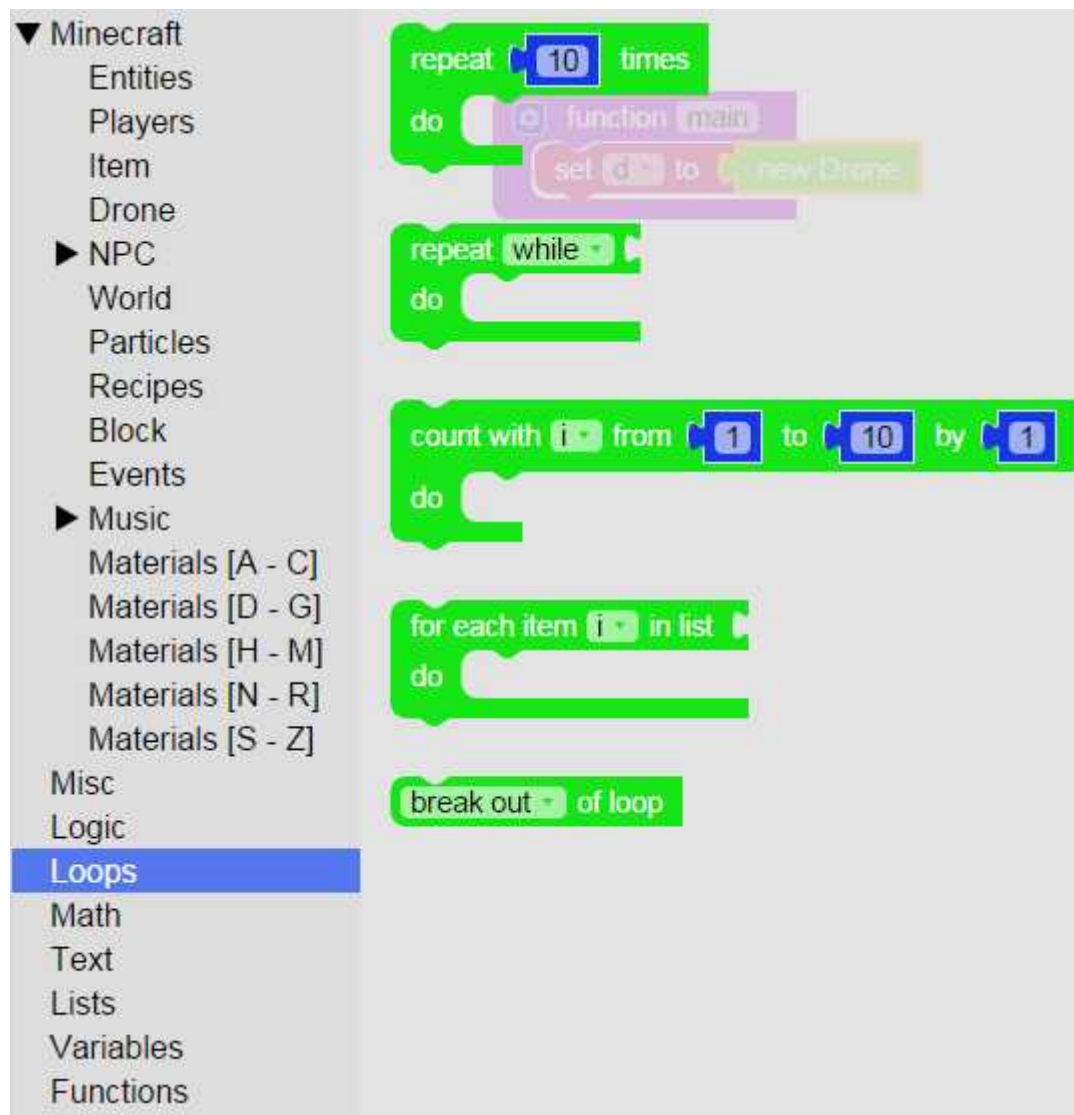 Minecraft
Entities
Players
Item
Drone
NPC
World
Particles
Recipes
Block
Events
Music
Materials [A - C]
Materials [D - G]
Materials [H - M]
Materials [N - R]
Materials [S - Z]
Misc
Logic
Loops
Math
Text
Lists
Variables
Functions
repeat 10 times
do
function main
set d to new Drone
repeat while
do
count with i from 1 to 10 by 1
do
for each item i in list
do
break out of loop